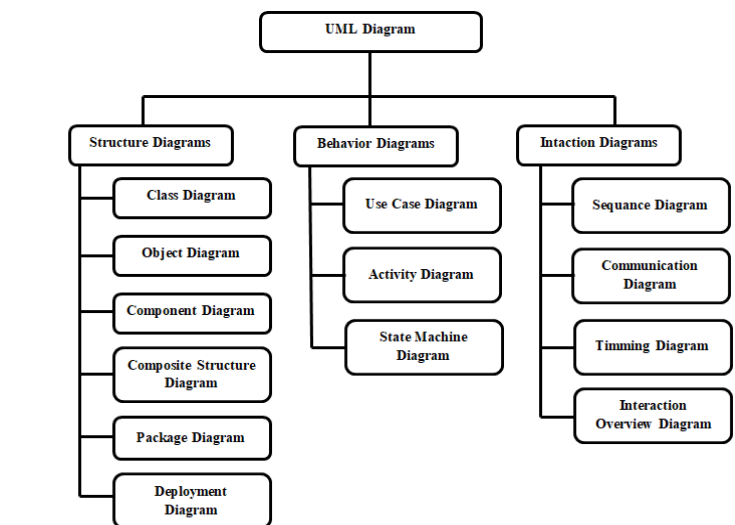 UML Diagram
Structure Diagrams
Class Diagram
Object Diagram
Component Diagram
Composite Structure
Diagram
Package Diagram
Deployment
Diagram
Behavior Diagrams
Use Case Diagram
Activity Diagram
State Machine
Diagram
Intaction Diagrams
Sequance Diagram
Communication
Diagram
Timming Diagram
Interaction
Overview Diagram